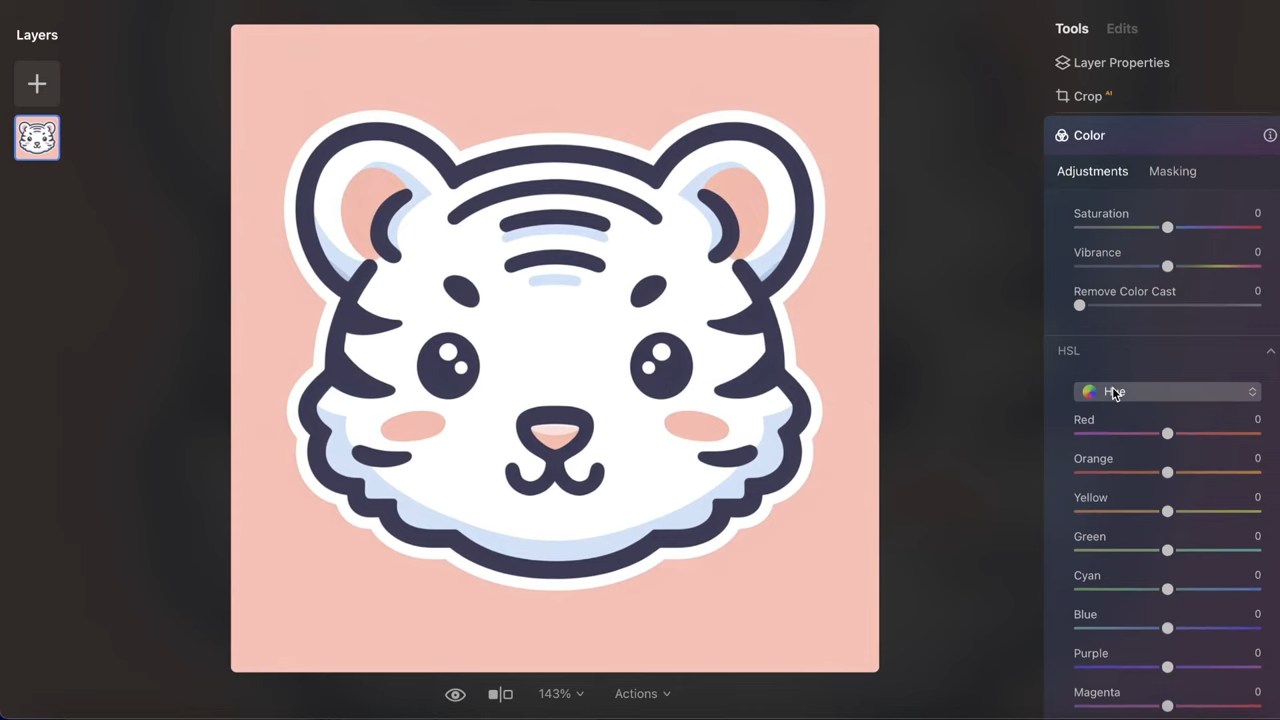 Layers
Tools Edits
Layer Properties
Crop AI
Color
Adjustments Masking
Saturation 0
Vibrance 0
Remove Color Cast 0
HSL
Hue
Red 0
Orange 0
Yellow 0
Green 0
Cyan 0
Blue 0
Purple 0
Magenta 0
143% Actions